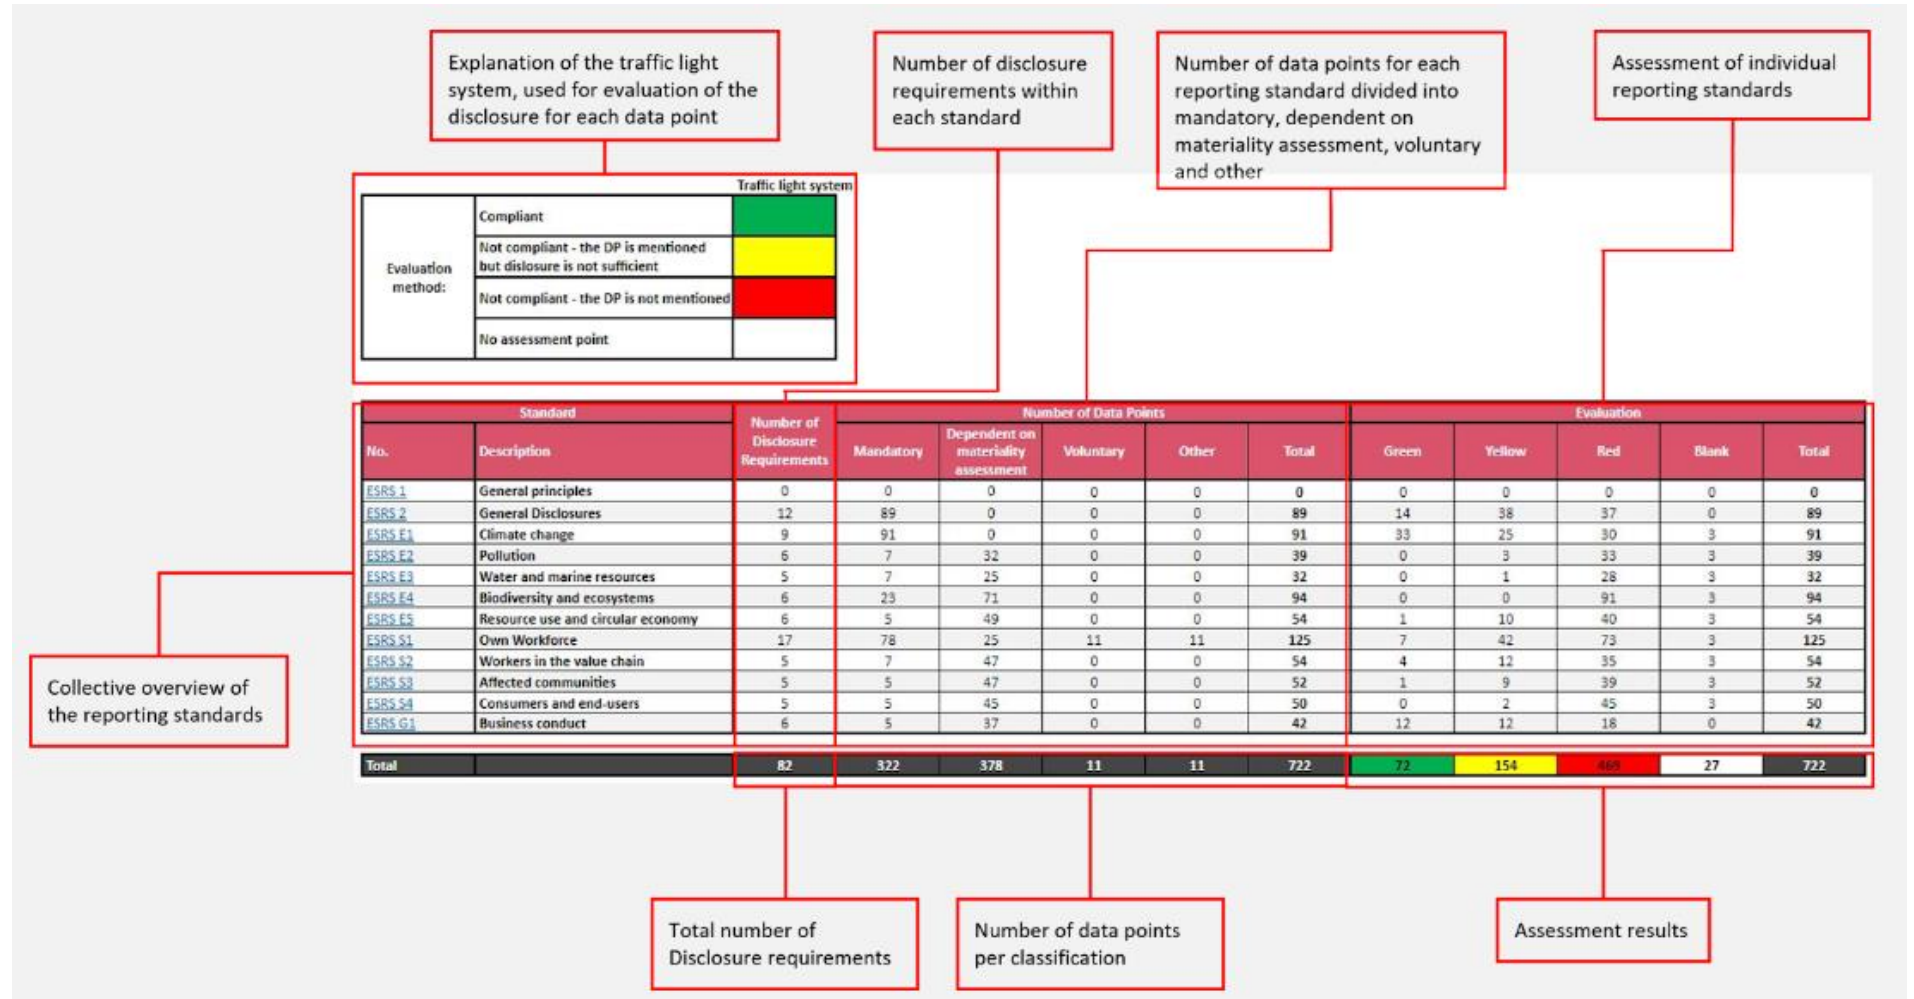 Explanation of the traffic light
system, used for evaluation of the
disclosure for each data point
Number of disclosure
requirements within
each standard
Number of data points for each
reporting standard divided into
mandatory, dependent on
materiality assessment, voluntary
and other
Assessment of individual
reporting standards
Traffic light system
Evaluation
method:
Compliant
Not compliant - the DP is mentioned
but dislosure is not sufficient
Not compliant - the DP is not mentioned
No assessment point
Standard Number of Disclosure Requirements Number of Data Points Evaluation
No. Description Mandatory Dependent on materiality assessment Voluntary Other Total Green Yellow Red Blank Total
ESRS 1 General principles 0 0 0 0 0 0 0 0 0 0 0
ESRS 2 General Disclosures 12 89 0 0 0 89 14 38 37 0 89
ESRS E1 Climate change 9 91 0 0 0 91 33 25 30 3 91
ESRS E2 Pollution 6 7 32 0 0 39 0 3 33 3 39
ESRS E3 Water and marine resources 5 7 25 0 0 32 0 1 28 3 32
ESRS E4 Biodiversity and ecosystems 6 23 71 0 0 94 0 0 91 3 94
ESRS E5 Resource use and circular economy 6 5 49 0 0 54 1 10 40 3 54
ESRS S1 Own Workforce 17 78 25 11 11 125 7 42 73 3 125
ESRS S2 Workers in the value chain 5 7 47 0 0 54 4 12 35 3 54
ESRS S3 Affected communities 5 5 47 0 0 52 1 9 39 3 52
ESRS S4 Consumers and end-users 5 5 45 0 0 50 0 2 45 3 50
ESRS G1 Business conduct 6 5 37 0 0 42 12 12 18 0 42
Total 82 322 378 11 11 722 72 154 469 27 722
Collective overview of
the reporting standards
Total number of
Disclosure requirements
Number of data points
per classification
Assessment results